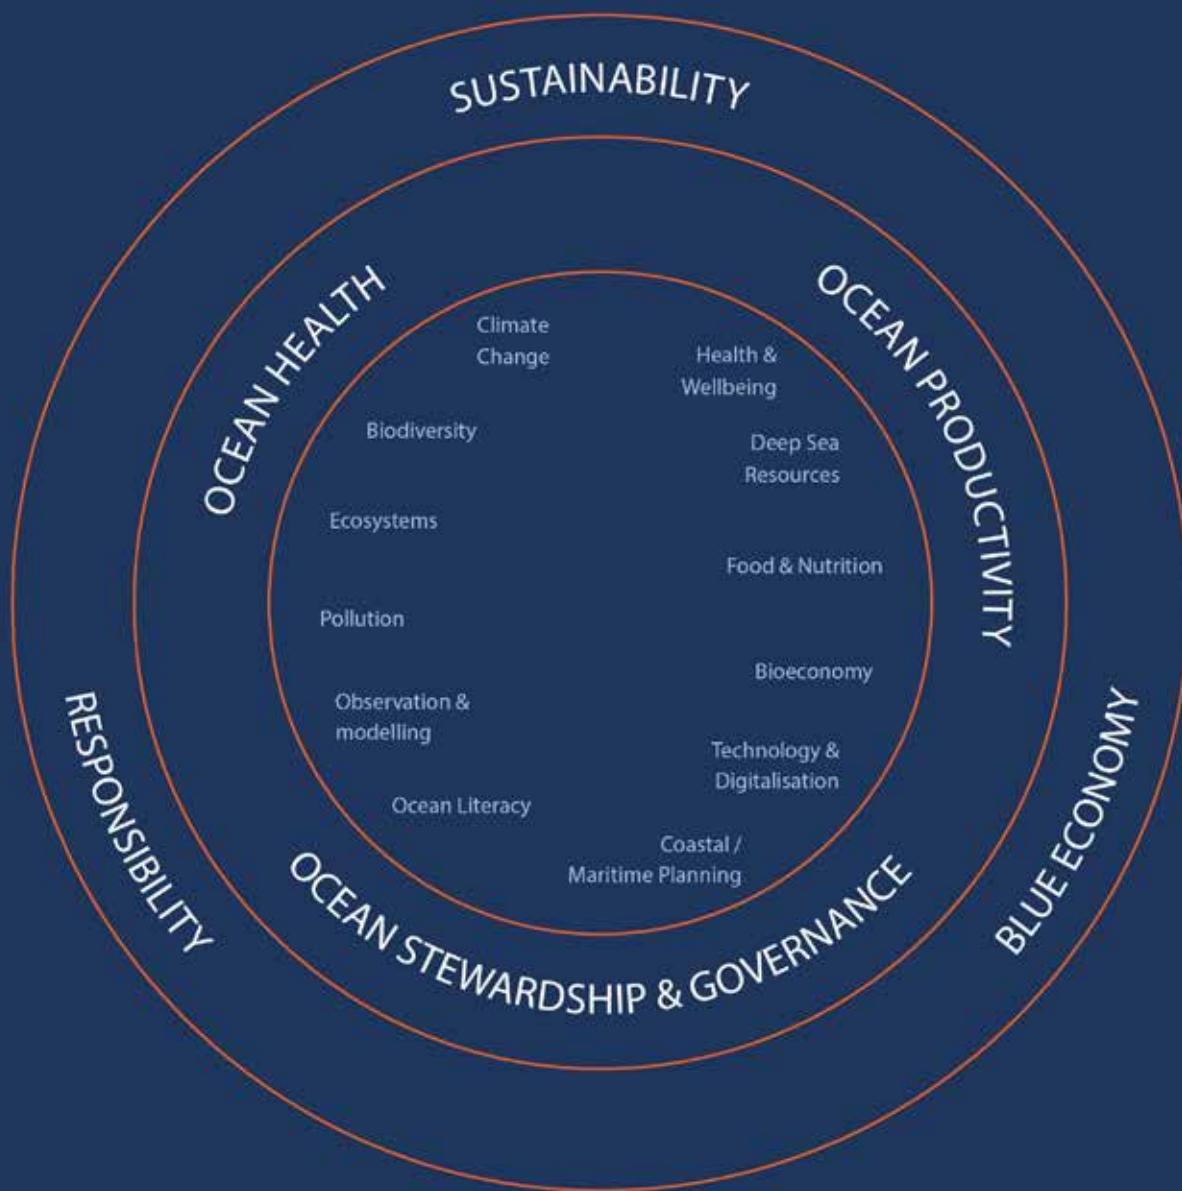 SUSTAINABILITY
OCEAN HEALTH
OCEAN PRODUCTIVITY
Climate
Change
Health &
Wellbeing
Biodiversity
Deep Sea
Resources
Ecosystems
Food & Nutrition
Pollution
Bioeconomy
Observation &
modelling
Technology &
Digitalisation
Ocean Literacy
Coastal /
Maritime Planning
RESPONSIBILITY
BLUE ECONOMY
OCEAN STEWARDSHIP & GOVERNANCE